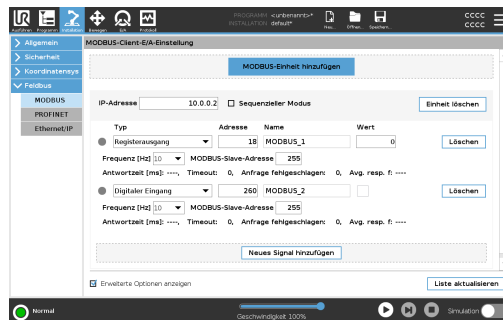 Ausführen Programm Installation Bewegen E/A Protokoll PROGRAMM <unbenannt>* INSTALLATION default* Neu... Öffnen... Speichern... CCCC CCCC
Allgemein
Sicherheit
Koordinatensys
Feldbus
MODBUS
PROFINET
Ethernet/IP
MODBUS-Client-E/A-Einstellung
MODBUS-Einheit hinzufügen
IP-Adresse 10.0.0.2 Sequenzieller Modus Einheit löschen
Typ Adresse Name Wert
Registerausgang 18 MODBUS_1 0 Löschen
Frequenz [Hz] 10 MODBUS-Slave-Adresse 255
Antwortzeit [ms]: ----, Timeout: 0, Anfrage fehlgeschlagen: 0, Avg. resp. f: ----
Digitaler Eingang 260 MODBUS_2 Löschen
Frequenz [Hz] 10 MODBUS-Slave-Adresse 255
Antwortzeit [ms]: ----, Timeout: 0, Anfrage fehlgeschlagen: 0, Avg. resp. f: ----
Neues Signal hinzufügen
Erweiterte Optionen anzeigen Liste aktualisieren
Normal Geschwindigkeit 100% Simulation